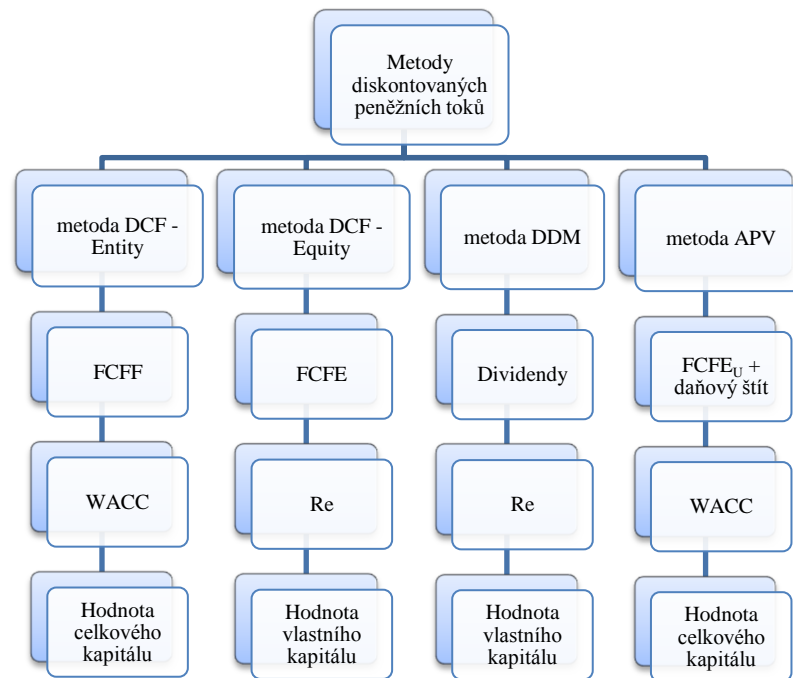 Metody
diskontovaných
peněžních toků
metoda DCF -
Entity
metoda DCF -
Equity
metoda DDM
metoda APV
FCFF
FCFE
Dividendy
FCFE_U +
daňový štít
WACC
Re
Re
WACC
Hodnota
celkového
kapitálu
Hodnota
vlastního
kapitálu
Hodnota
vlastního
kapitálu
Hodnota
celkového
kapitálu